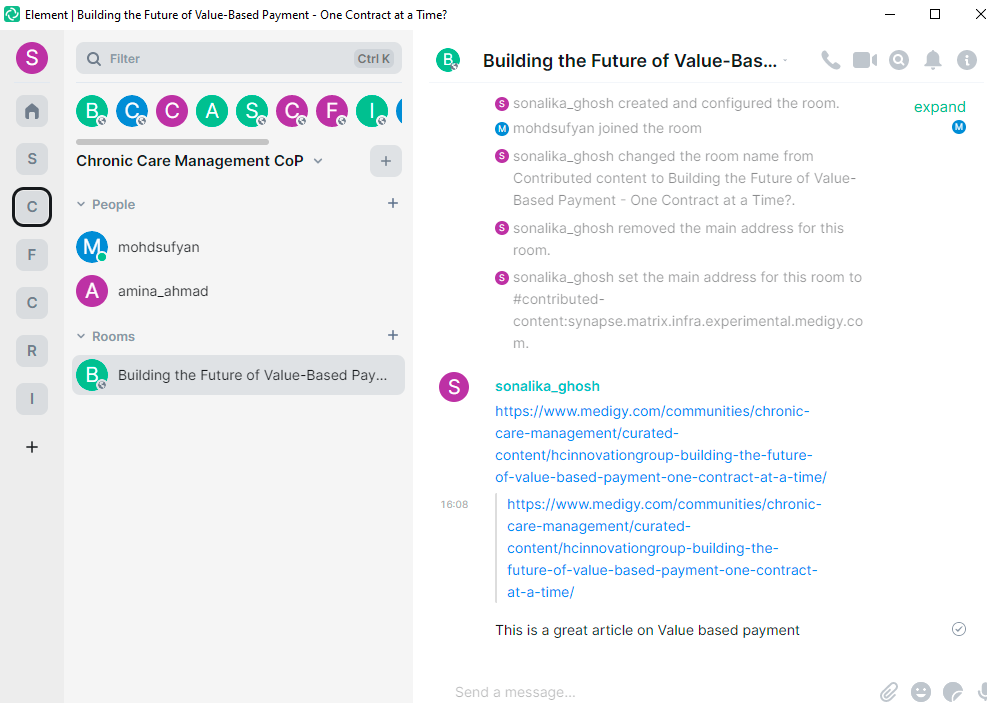 Element | Building the Future of Value-Based Payment - One Contract at a Time?
S
Filter
Ctrl K
B C C A S C F I
Chronic Care Management CoP
S
C
F
C
R
I
People
M mohdsufyan
A amina_ahmad
Rooms
B Building the Future of Value-Based Pay...
B Building the Future of Value-Bas...
expand
M
S sonalika_ghosh created and configured the room.
M mohdsufyan joined the room
S sonalika_ghosh changed the room name from
Contributed content to Building the Future of Value-
Based Payment - One Contract at a Time?.
S sonalika_ghosh removed the main address for this
room.
S sonalika_ghosh set the main address for this room to
#contributed-
content:synapse.matrix.infra.experimental.medigy.co
m.
S sonalika_ghosh
https://www.medigy.com/communities/chronic-
care-management/curated-
content/hcinnovationgroup-building-the-future-
of-value-based-payment-one-contract-at-a-time/
16:08
https://www.medigy.com/communities/chronic-
care-management/curated-
content/hcinnovationgroup-building-the-
future-of-value-based-payment-one-contract-
at-a-time/
This is a great article on Value based payment
Send a message...